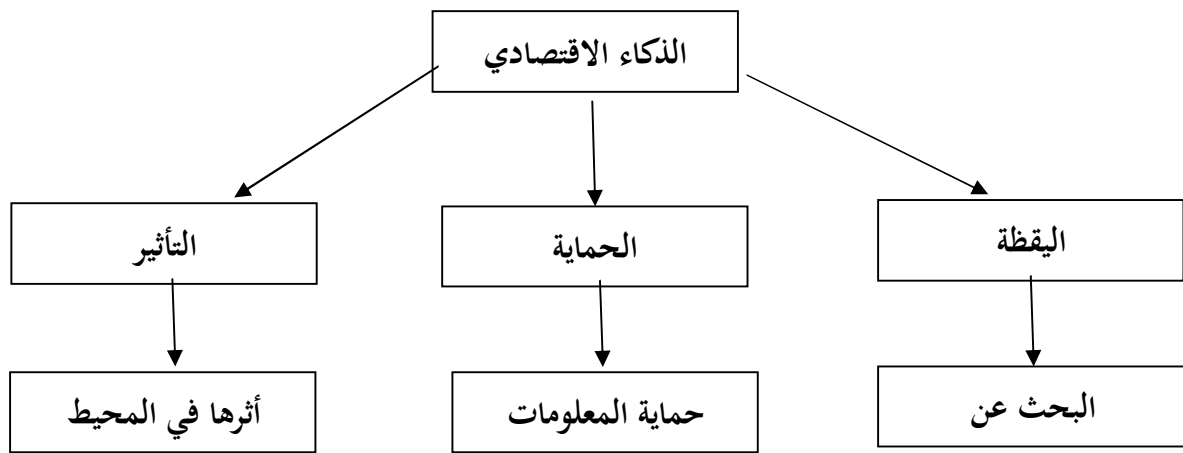 الذكاء الاقتصادي
اليقظة
الحماية
التأثير
البحث عن
حماية المعلومات
أثرها في المحيط